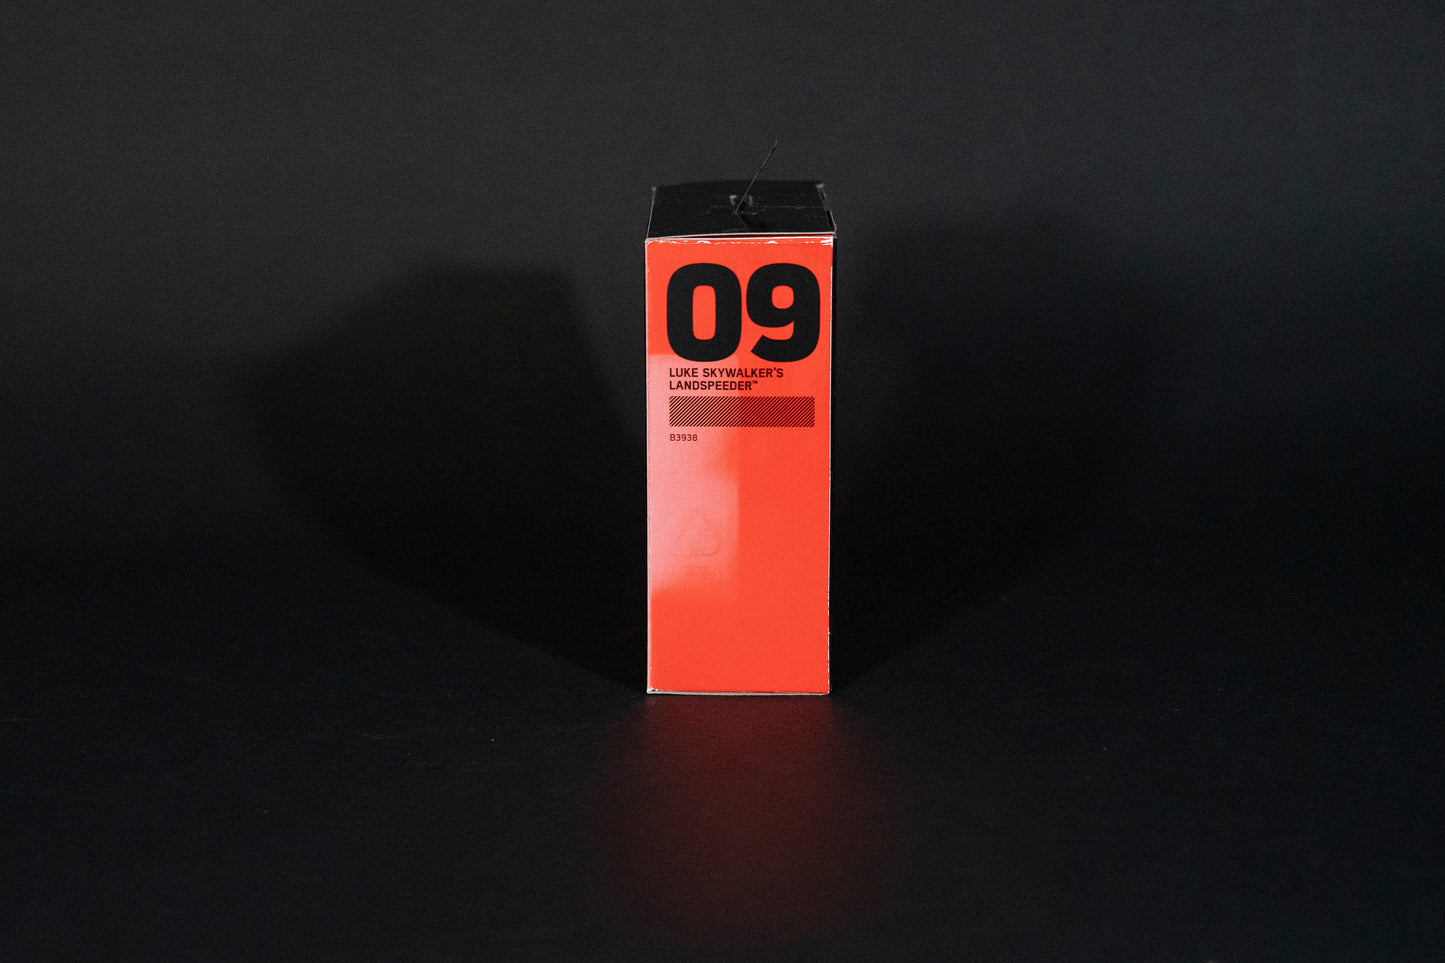 09
LUKE SKYWALKER'S
LANDSPEEDER™
B3938